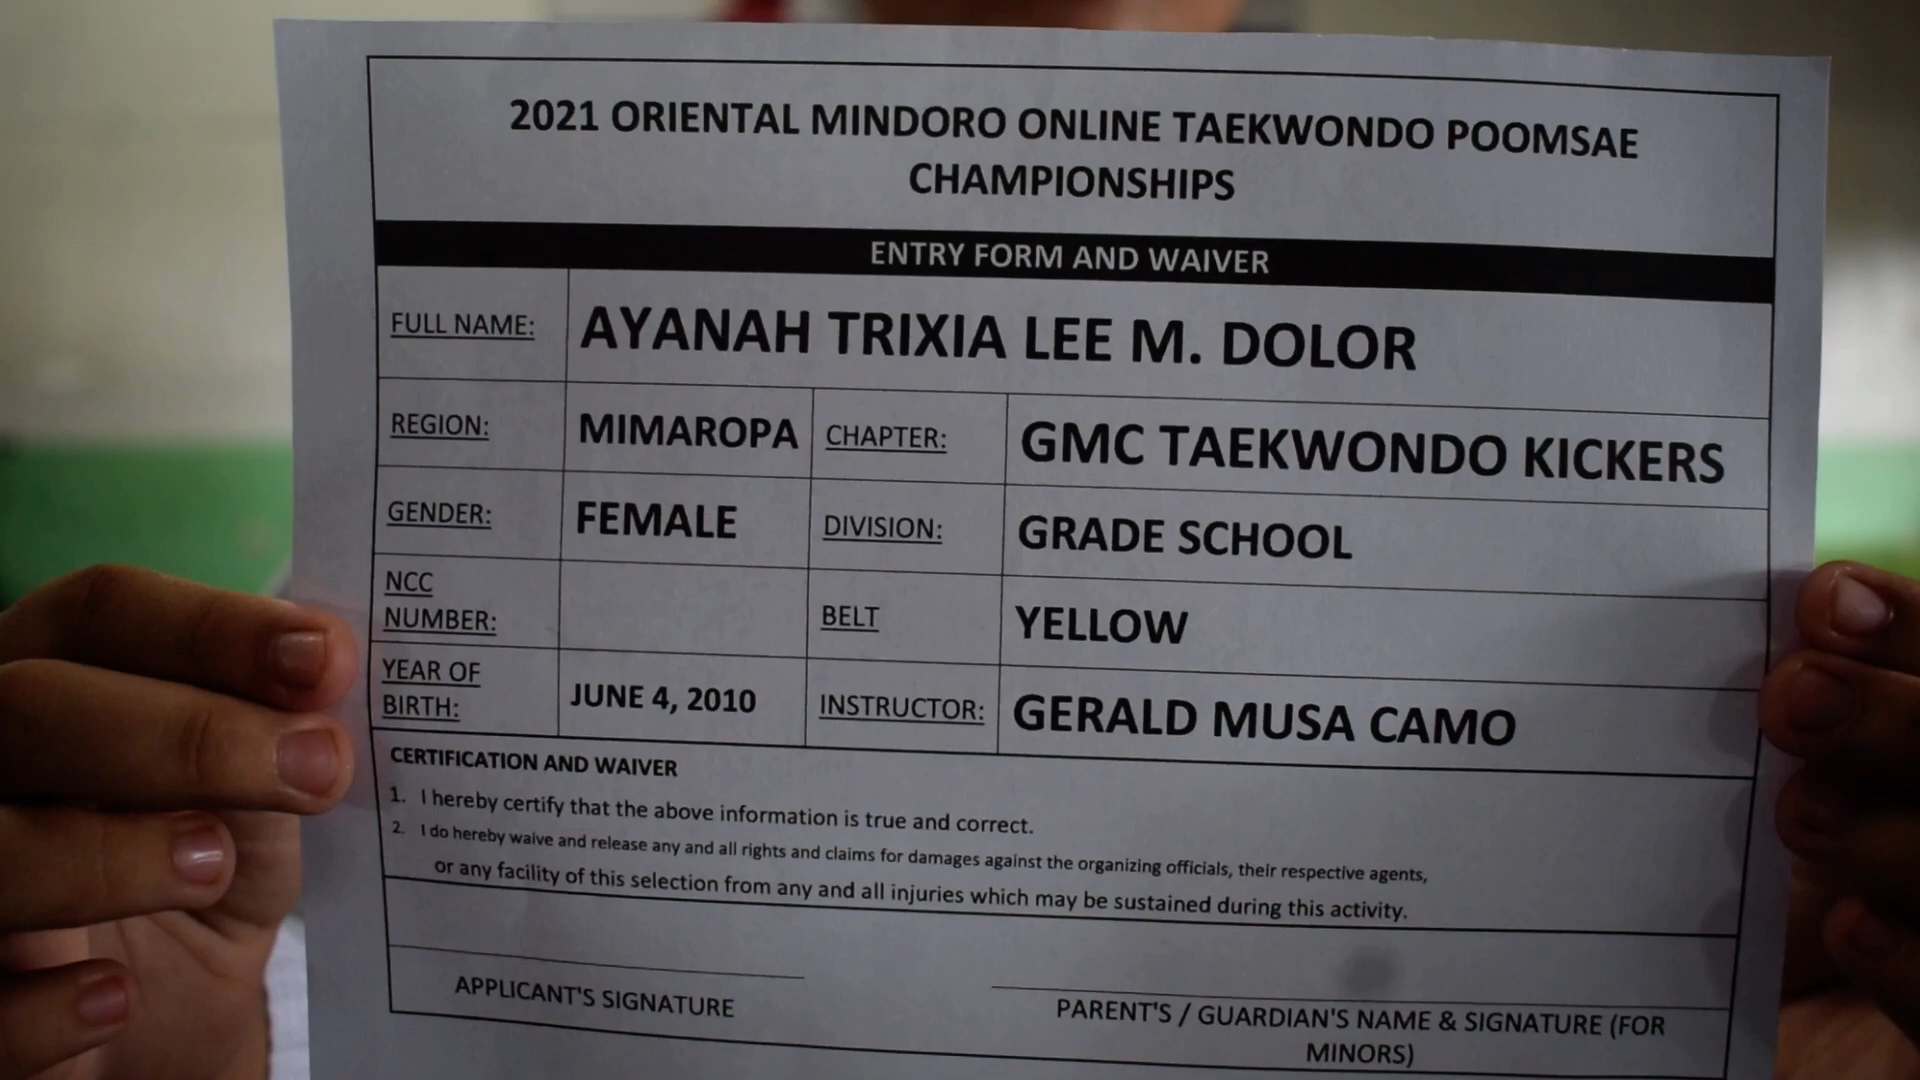 2021 ORIENTAL MINDORO ONLINE TAEKWONDO POOMSAE
CHAMPIONSHIPS
ENTRY FORM AND WAIVER
FULL NAME: AYANAH TRIXIA LEE M. DOLOR
REGION: MIMAROPA CHAPTER: GMC TAEKWONDO KICKERS
GENDER: FEMALE DIVISION: GRADE SCHOOL
NCC
NUMBER: BELT YELLOW
YEAR OF
BIRTH: JUNE 4, 2010 INSTRUCTOR: GERALD MUSA CAMO
CERTIFICATION AND WAIVER
1. I hereby certify that the above information is true and correct.
2. I do hereby waive and release any and all rights and claims for damages against the organizing officials, their respective agents,
or any facility of this selection from any and all injuries which may be sustained during this activity.
APPLICANT'S SIGNATURE
PARENT'S / GUARDIAN'S NAME & SIGNATURE (FOR
MINORS)